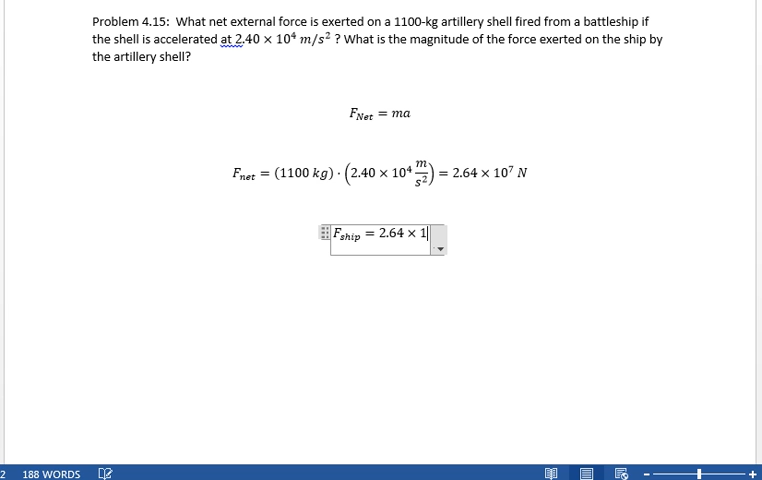 Problem 4.15:  What net external force is exerted on a 1100-kg artillery shell fired from a battleship if
the shell is accelerated at 2.40 × 10⁴ m/s² ? What is the magnitude of the force exerted on the ship by
the artillery shell?
F_Net = ma
F_net = (1100 kg) · (2.40 × 10⁴ m/s²) = 2.64 × 10⁷ N
F_ship = 2.64 × 1
2 188 WORDS